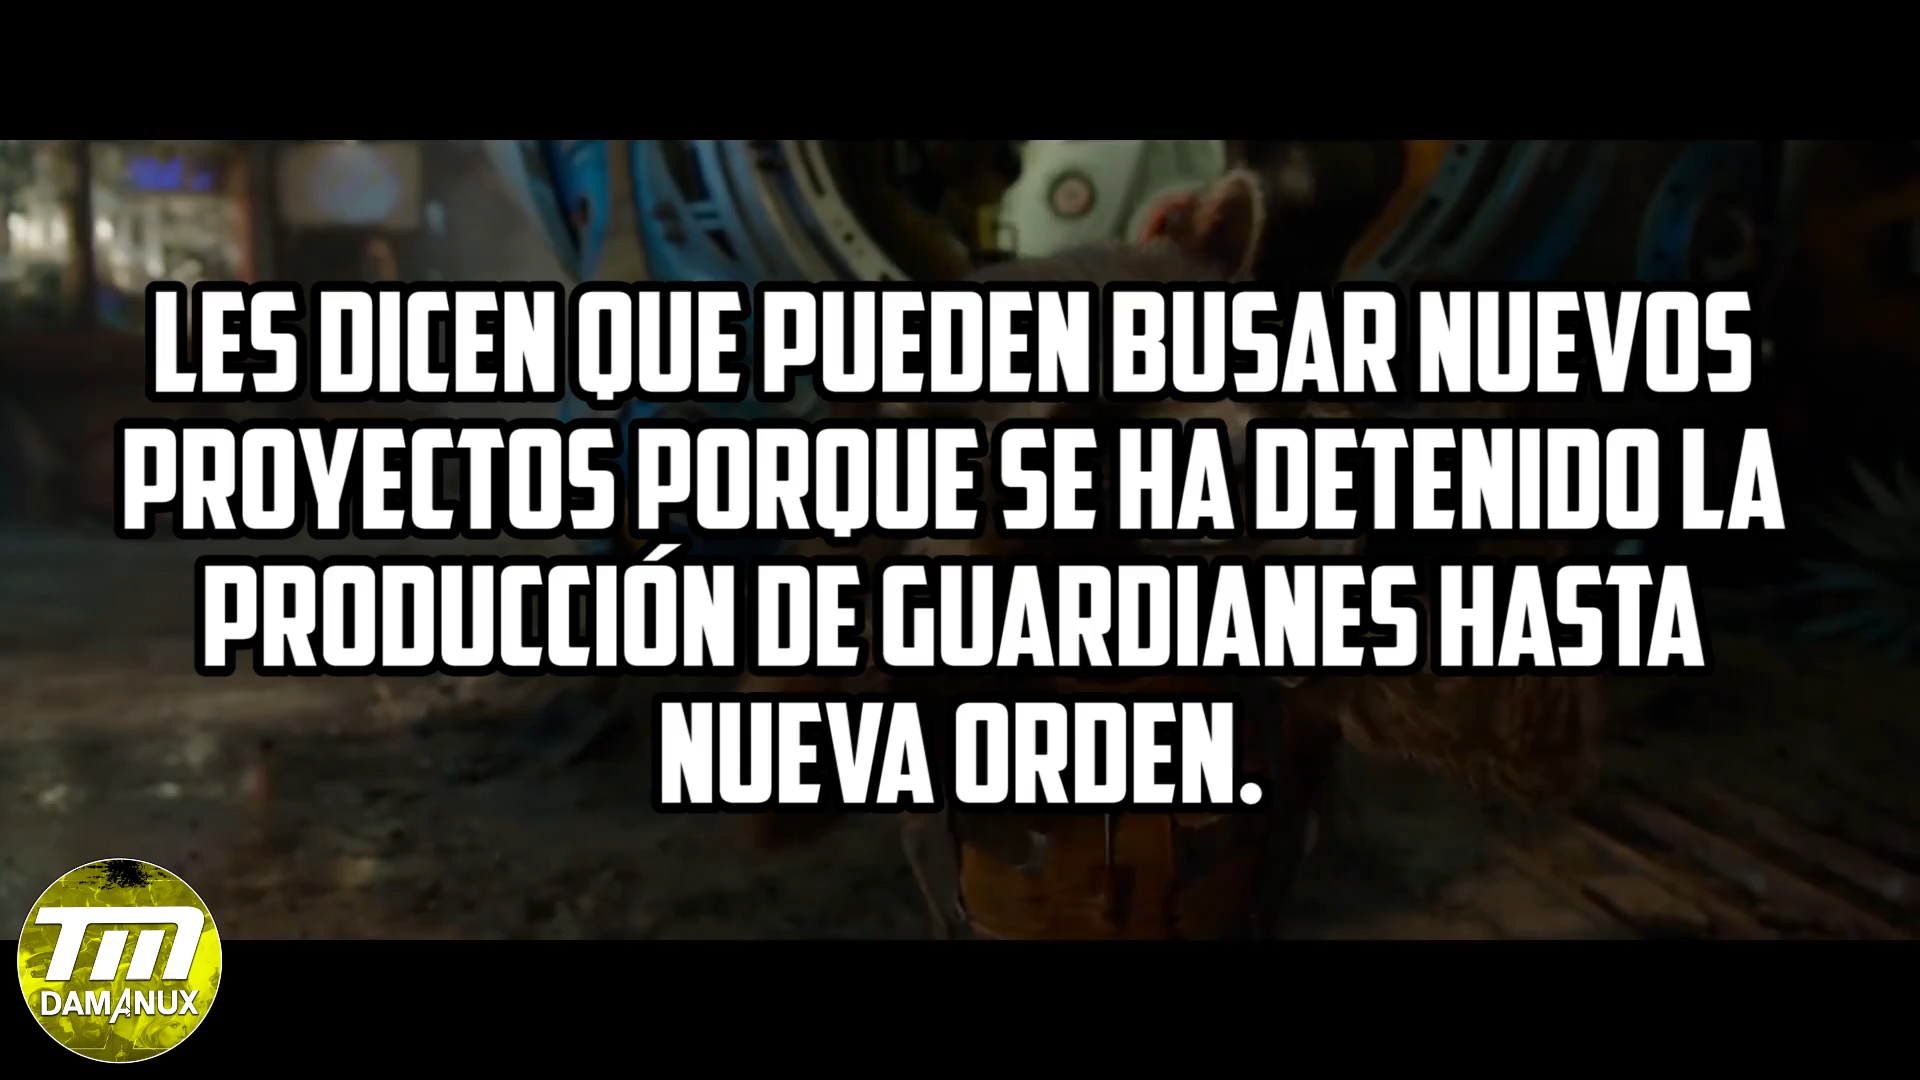 LES DICEN QUE PUEDEN BUSAR NUEVOS
PROYECTOS PORQUE SE HA DETENIDO LA
PRODUCCIÓN DE GUARDIANES HASTA
NUEVA ORDEN.
TM
DAMANUX